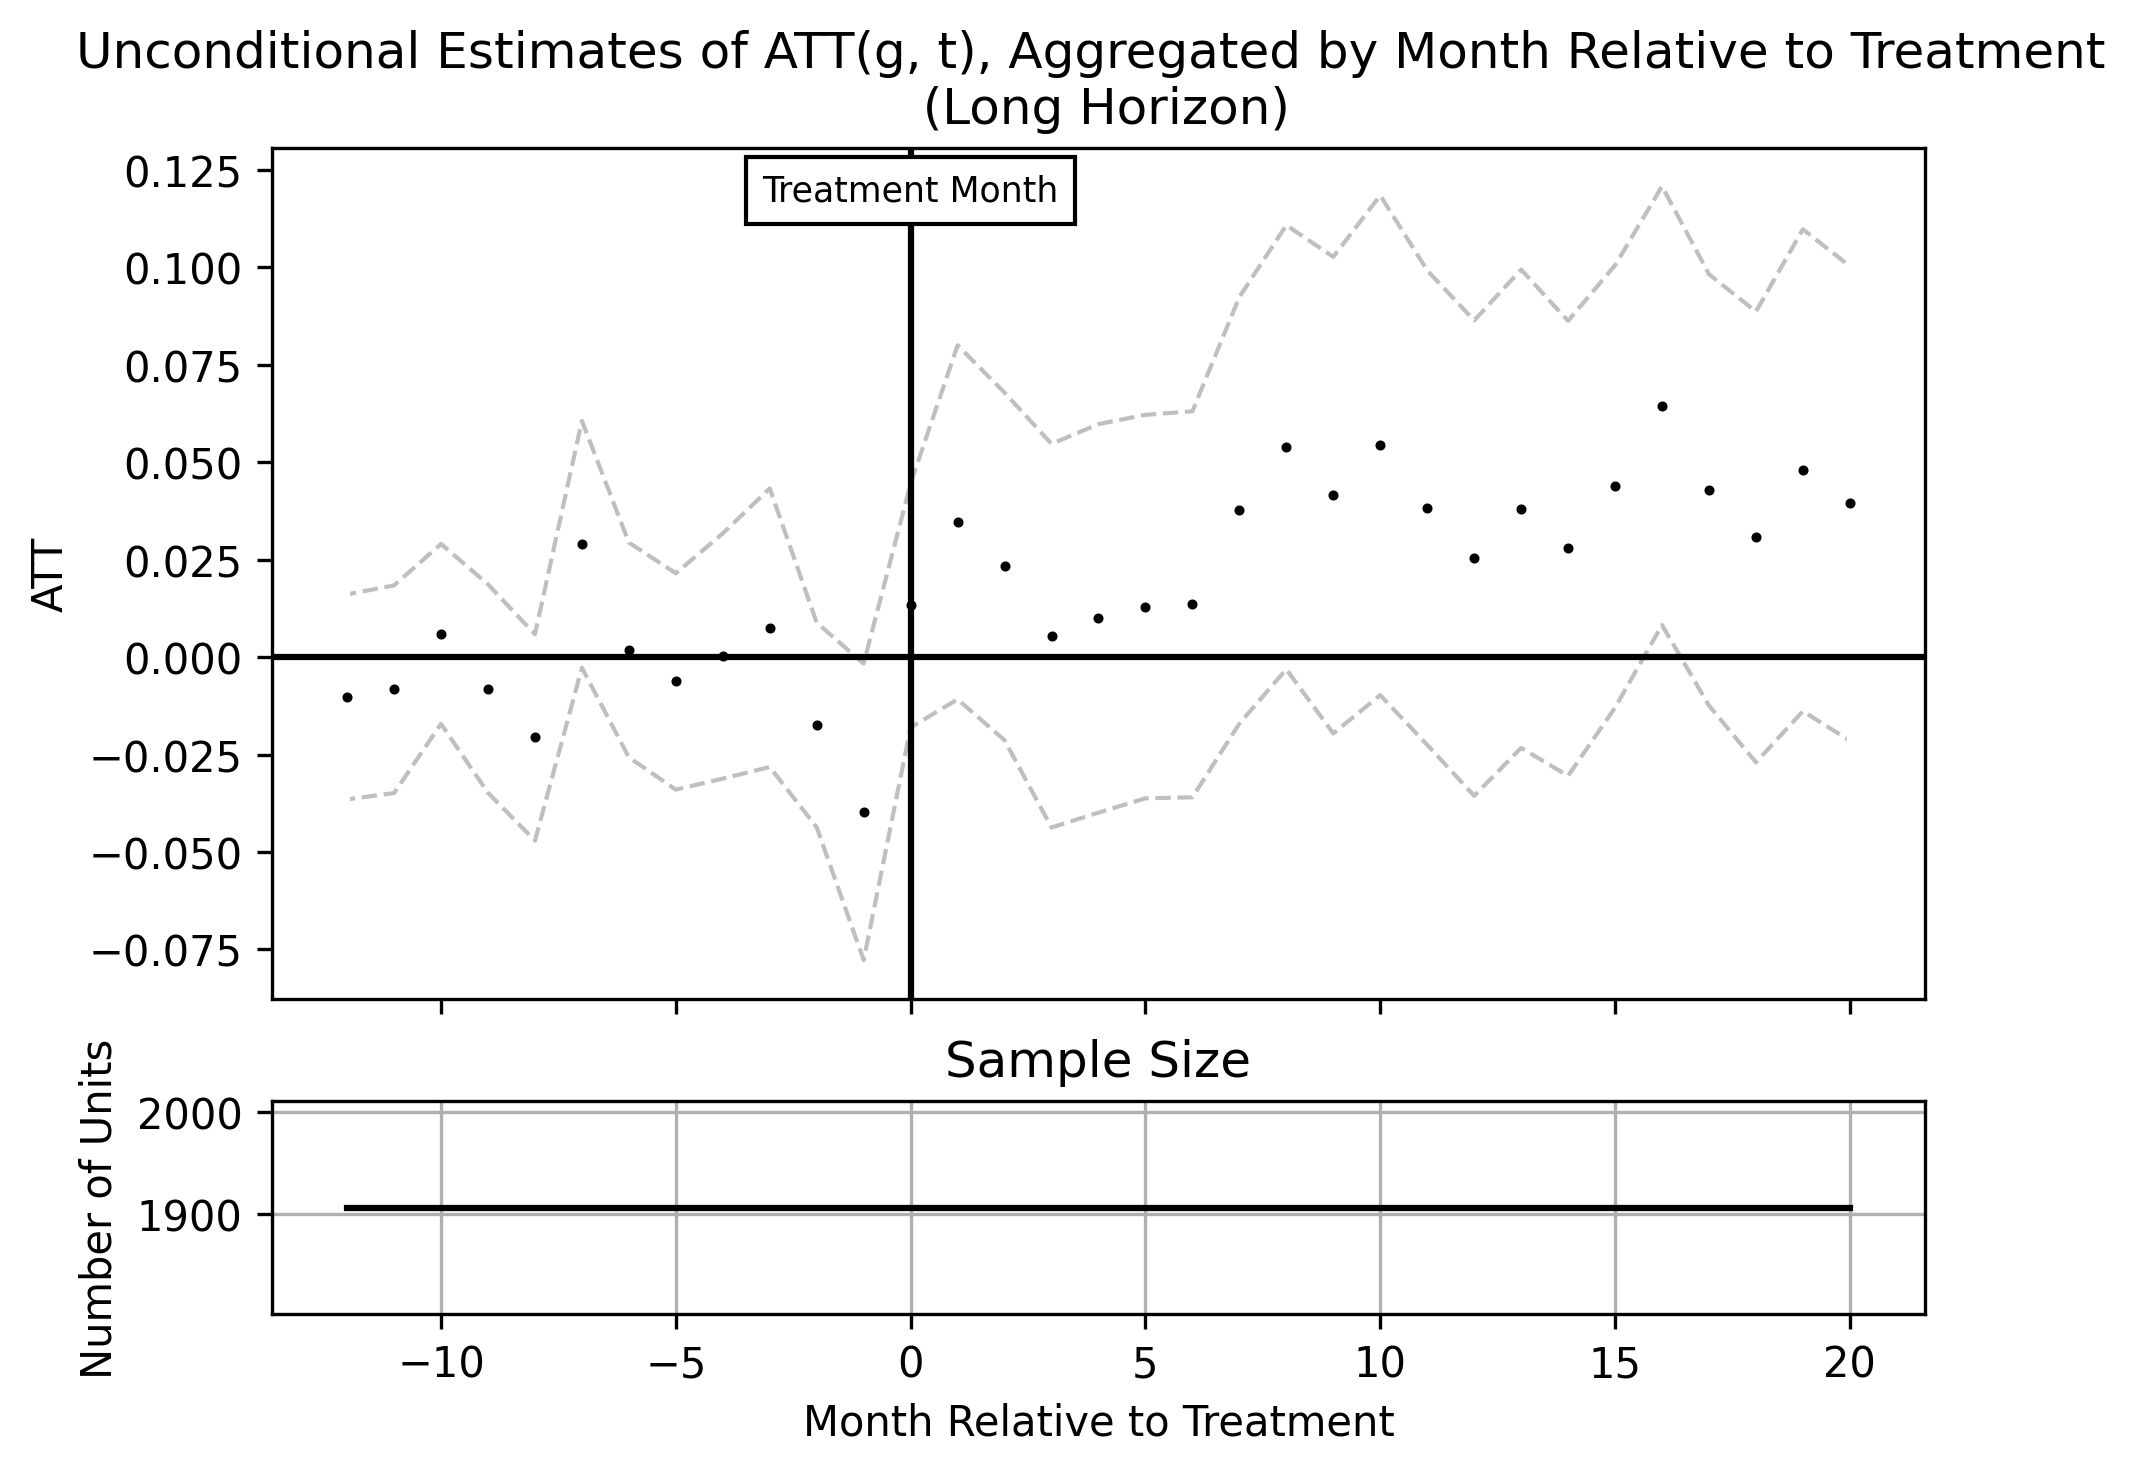 Unconditional Estimates of ATT(g, t), Aggregated by Month Relative to Treatment
(Long Horizon)
Treatment Month
ATT
0.125
0.100
0.075
0.050
0.025
0.000
−0.025
−0.050
−0.075
Sample Size
Number of Units
2000
1900
−10 −5 0 5 10 15 20
Month Relative to Treatment